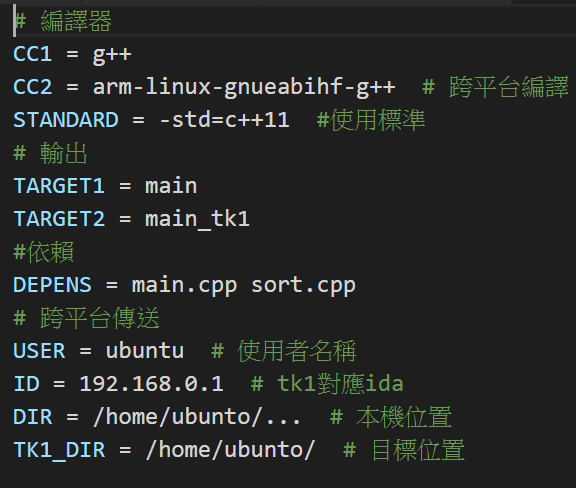 # 編譯器
CC1 = g++
CC2 = arm-linux-gnueabihf-g++  # 跨平台編譯
STANDARD = -std=c++11  #使用標準
# 輸出
TARGET1 = main
TARGET2 = main_tk1
#依賴
DEPENS = main.cpp sort.cpp
# 跨平台傳送
USER = ubuntu  # 使用者名稱
ID = 192.168.0.1  # tk1對應ida
DIR = /home/ubunto/...  # 本機位置
TK1_DIR = /home/ubunto/  # 目標位置